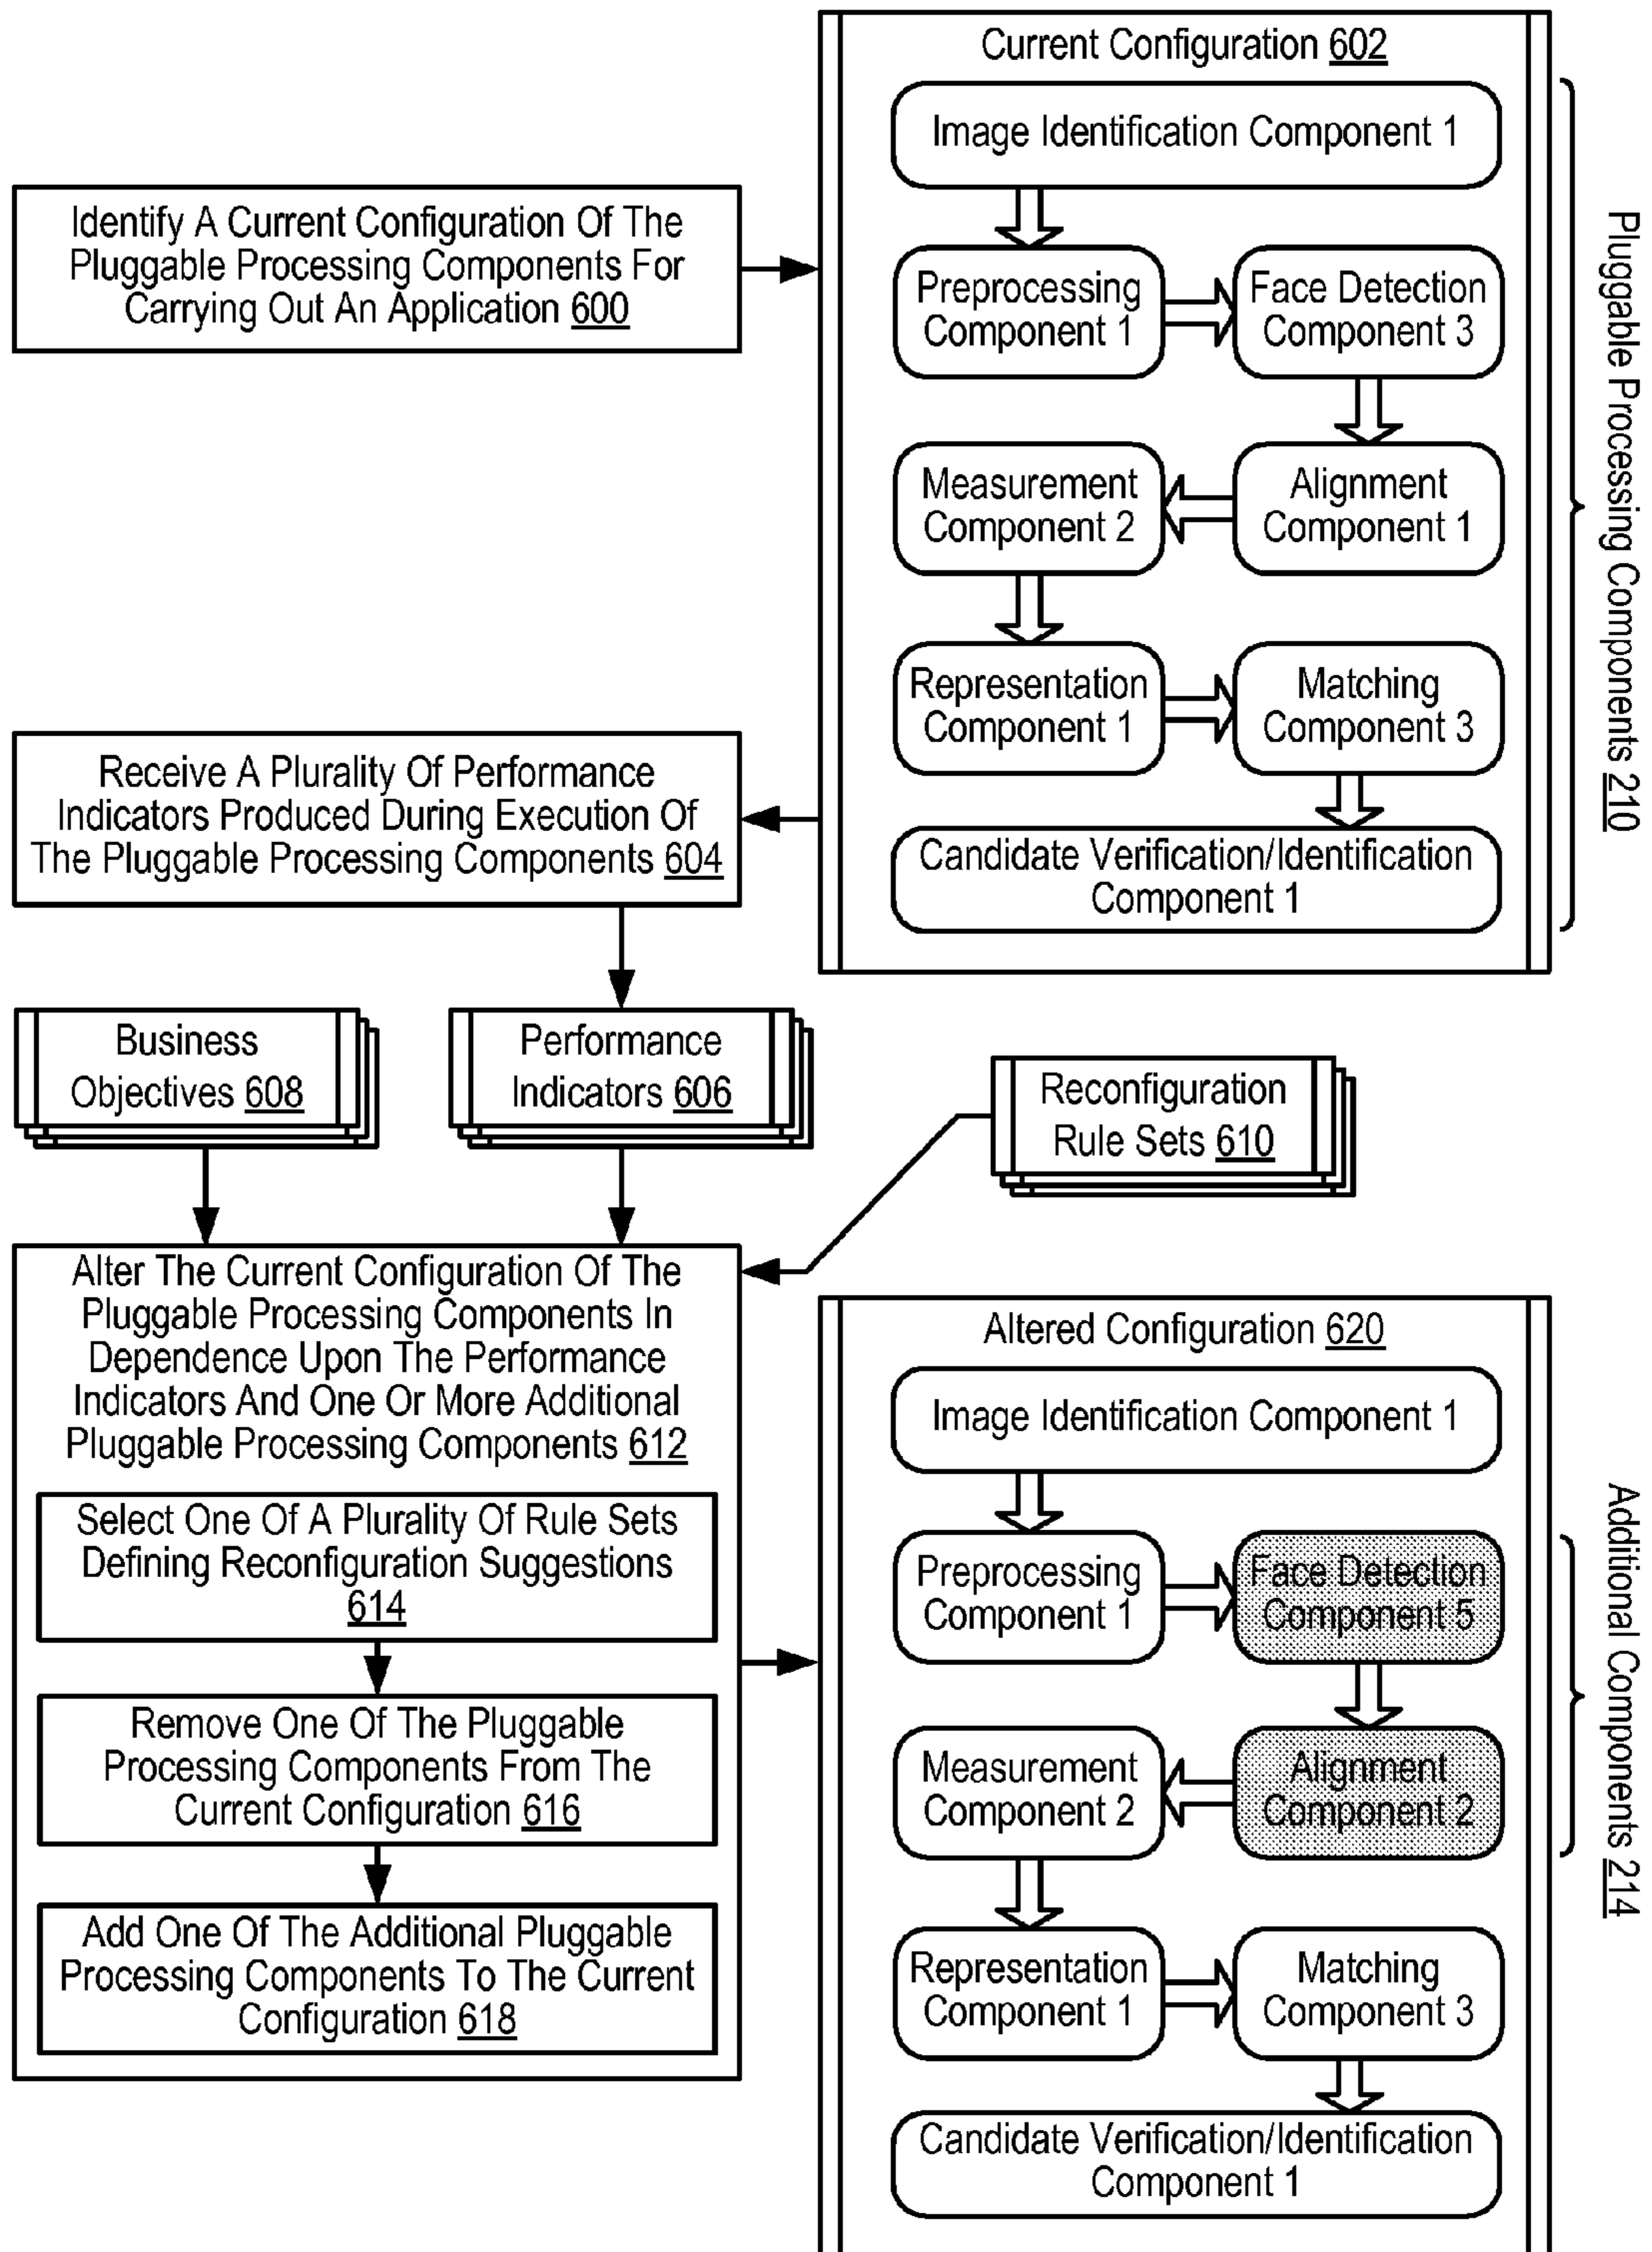 Current Configuration 602
Image Identification Component 1
Identify A Current Configuration Of The
Pluggable Processing Components For
Carrying Out An Application 600
Preprocessing
Component 1
Face Detection
Component 3
Measurement
Component 2
Alignment
Component 1
Representation
Component 1
Matching
Component 3
Candidate Verification/Identification
Component 1
Pluggable Processing Components 210
Receive A Plurality Of Performance
Indicators Produced During Execution Of
The Pluggable Processing Components 604
Business
Objectives 608
Performance
Indicators 606
Reconfiguration
Rule Sets 610
Alter The Current Configuration Of The
Pluggable Processing Components In
Dependence Upon The Performance
Indicators And One Or More Additional
Pluggable Processing Components 612
Select One Of A Plurality Of Rule Sets
Defining Reconfiguration Suggestions
614
Remove One Of The Pluggable
Processing Components From The
Current Configuration 616
Add One Of The Additional Pluggable
Processing Components To The Current
Configuration 618
Altered Configuration 620
Image Identification Component 1
Preprocessing
Component 1
Face Detection
Component 5
Measurement
Component 2
Alignment
Component 2
Representation
Component 1
Matching
Component 3
Candidate Verification/Identification
Component 1
Additional Components 214